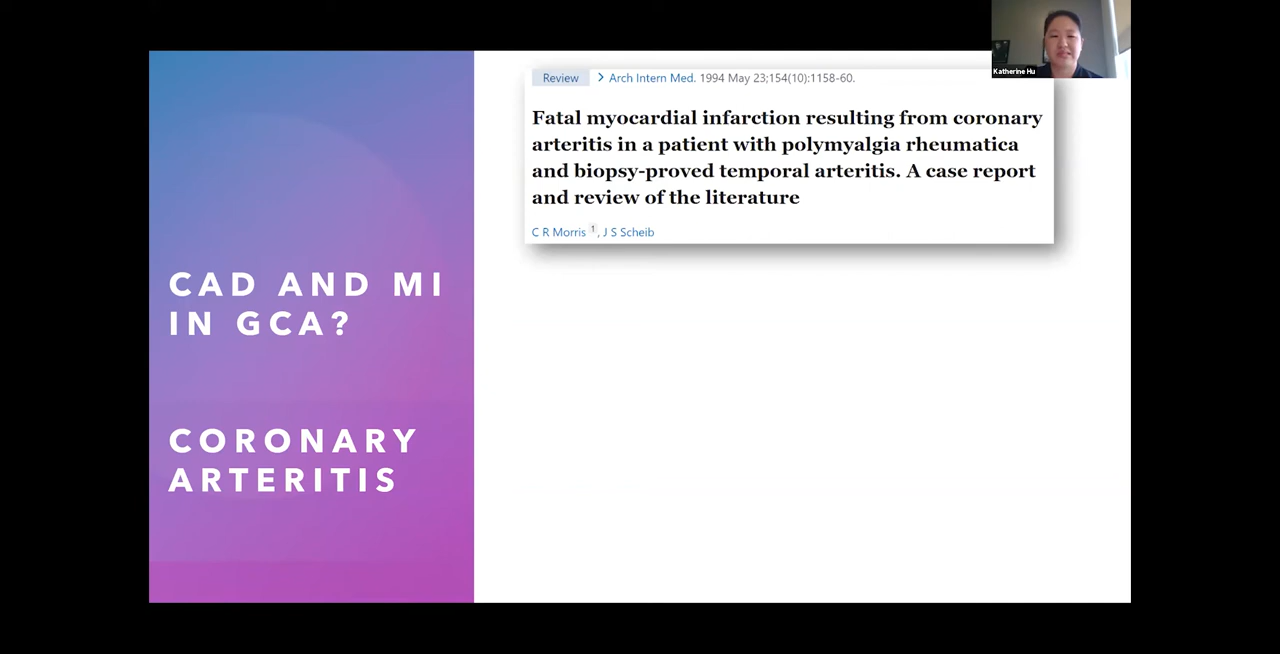 Katherine Hu
CAD AND MI
IN GCA?
CORONARY
ARTERITIS
Review > Arch Intern Med. 1994 May 23;154(10):1158-60.
Fatal myocardial infarction resulting from coronary
arteritis in a patient with polymyalgia rheumatica
and biopsy-proved temporal arteritis. A case report
and review of the literature
C R Morris 1, J S Scheib